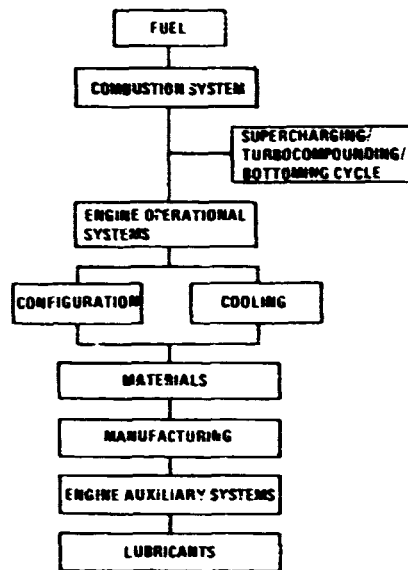 FUEL
COMBUSTION SYSTEM
SUPERCHARGING/
TURBOCOMPOUNDING/
BOTTOMING CYCLE
ENGINE OPERATIONAL
SYSTEMS
CONFIGURATION
COOLING
MATERIALS
MANUFACTURING
ENGINE AUXILIARY SYSTEMS
LUBRICANTS